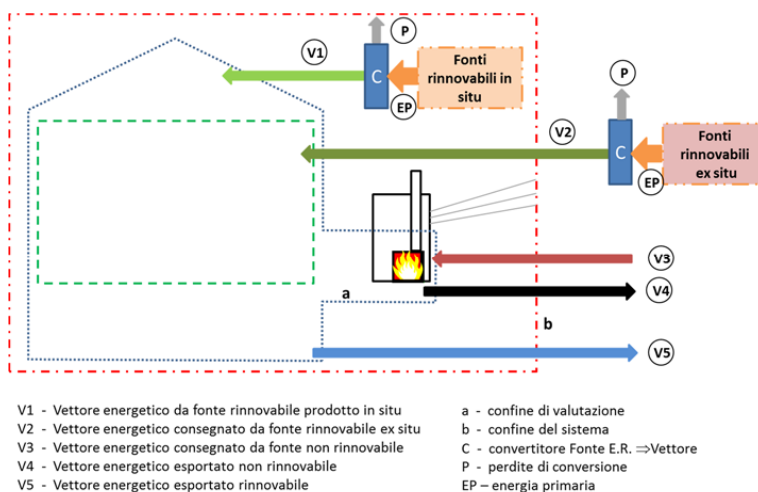 P
V1
C
Fonti
rinnovabili in
situ
EP
P
V2
C
Fonti
rinnovabili
ex situ
EP
V3
a
V4
b
V5
V1 - Vettore energetico da fonte rinnovabile prodotto in situ
V2 - Vettore energetico consegnato da fonte rinnovabile ex situ
V3 - Vettore energetico consegnato da fonte non rinnovabile
V4 - Vettore energetico esportato non rinnovabile
V5 - Vettore energetico esportato rinnovabile
a - confine di valutazione
b - confine del sistema
C - convertitore Fonte E.R. ⇒Vettore
P - perdite di conversione
EP – energia primaria